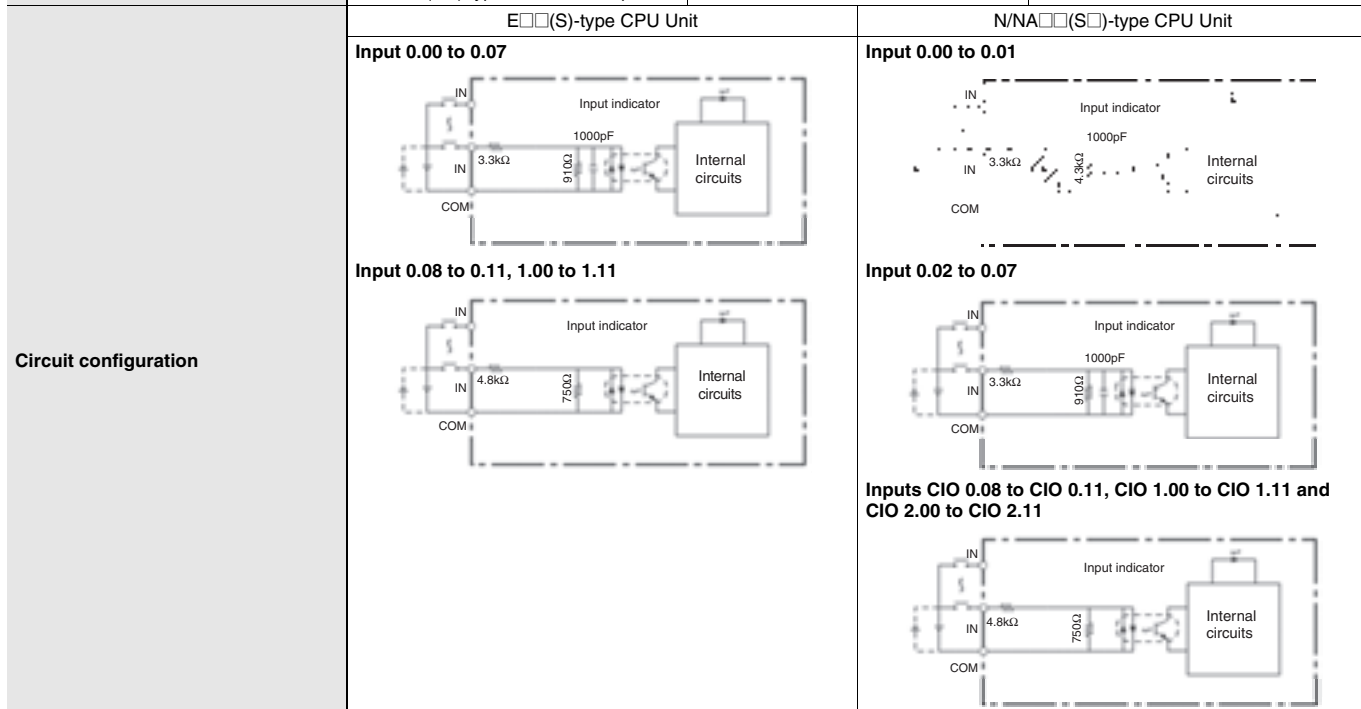 E□□(S)-type CPU Unit
N/NA□□(S□)-type CPU Unit
Circuit configuration
Input 0.00 to 0.07
IN
Input indicator
1000pF
3.3kΩ
910Ω
IN
Internal
circuits
COM
Input 0.08 to 0.11, 1.00 to 1.11
IN
Input indicator
4.8kΩ
750Ω
IN
Internal
circuits
COM
Input 0.00 to 0.01
IN
Input indicator
1000pF
3.3kΩ
4.3kΩ
IN
Internal
circuits
COM
Input 0.02 to 0.07
IN
Input indicator
1000pF
3.3kΩ
910Ω
IN
Internal
circuits
COM
Inputs CIO 0.08 to CIO 0.11, CIO 1.00 to CIO 1.11 and
CIO 2.00 to CIO 2.11
IN
Input indicator
4.8kΩ
750Ω
IN
Internal
circuits
COM